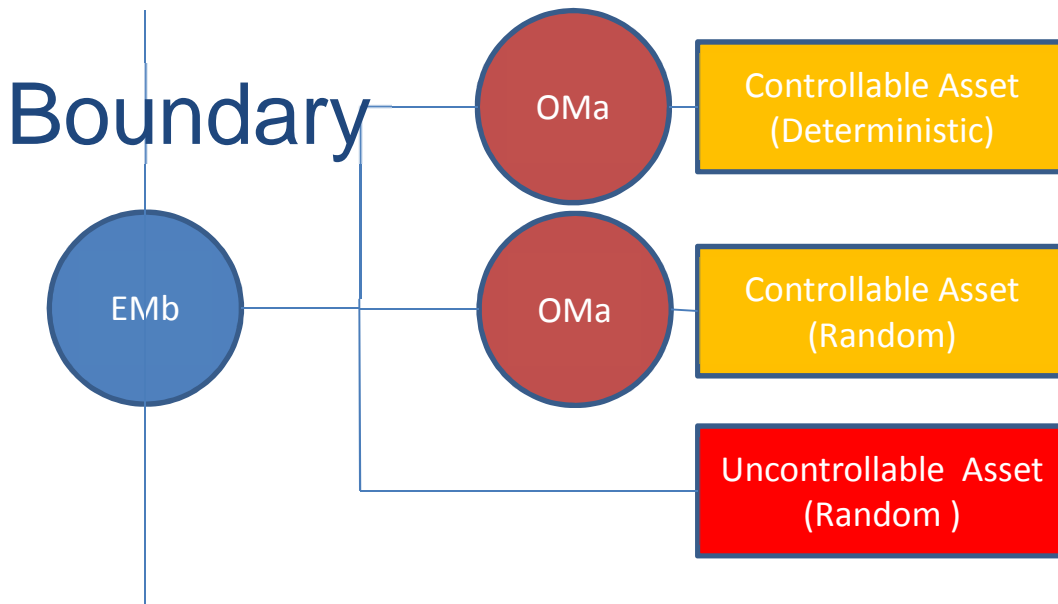 Boundary
OMa
Controllable Asset
(Deterministic)
EMb
OMa
Controllable Asset
(Random)
Uncontrollable  Asset
(Random )